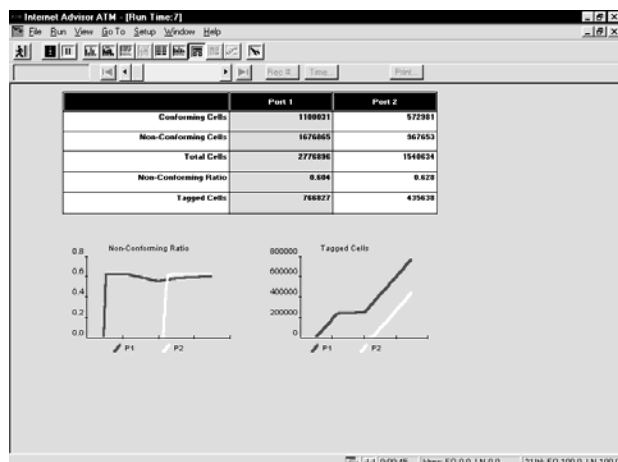 Internet Advisor ATM - [Run Time:7]
File Run View Go To Setup Window Help
Rec #... Time... Print...
Port 1 Port 2
Conforming Cells 1100031 572981
Non-Conforming Cells 1676865 967653
Total Cells 2776896 1540634
Non-Conforming Ratio 0.604 0.628
Tagged Cells 766827 435638
Non-Conforming Ratio
0.8
0.6
0.4
0.2
0.0
P1 P2
Tagged Cells
800000
600000
400000
200000
0
P1 P2
0:00:45